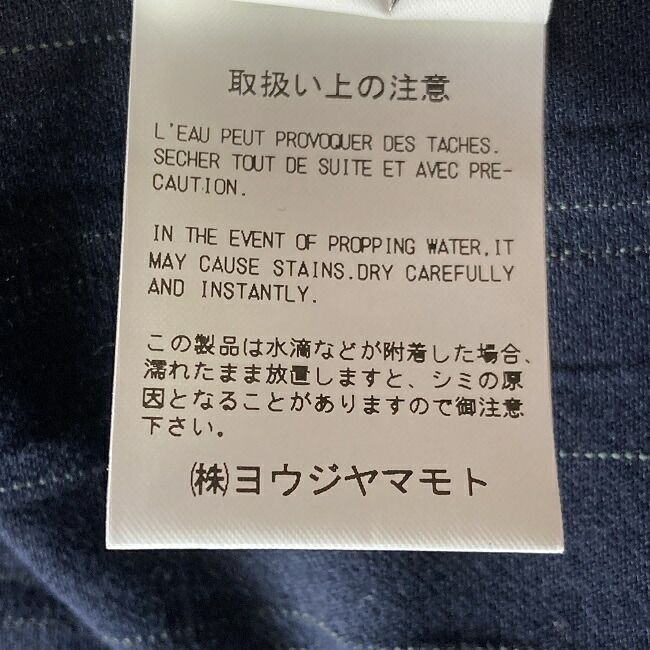 取扱い上の注意
L'EAU PEUT PROVOQUER DES TACHES.
SECHER TOUT DE SUITE ET AVEC PRE-
CAUTION.
IN THE EVENT OF PROPPING WATER,IT
MAY CAUSE STAINS.DRY CAREFULLY
AND INSTANTLY.
この製品は水滴などが附着した場合、
濡れたまま放置しますと、シミの原
因となることがありますので御注意
下さい。
㈱ヨウジヤマモト